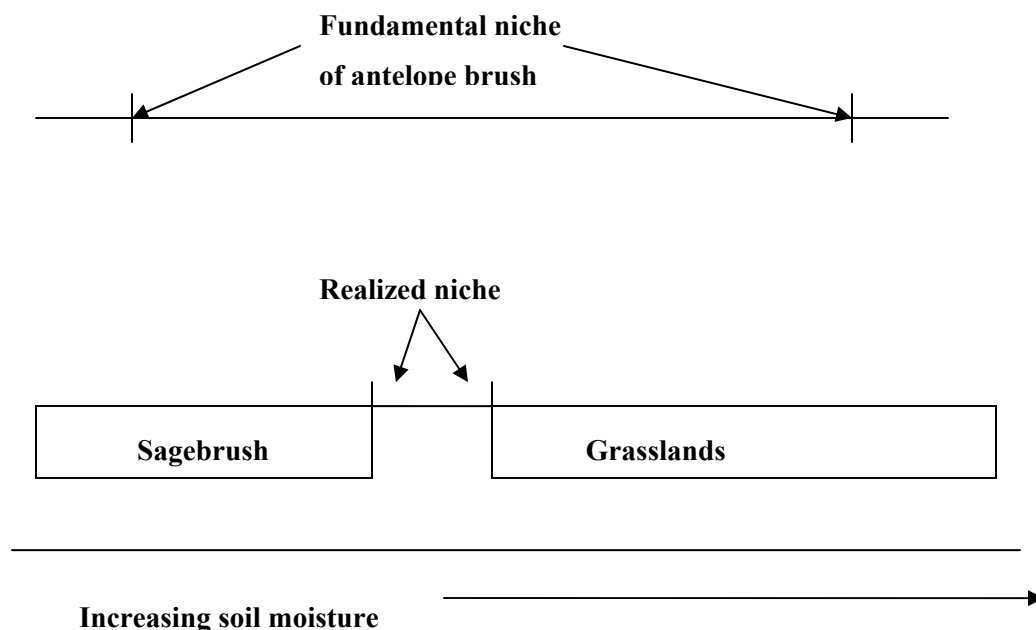 Fundamental niche
of antelope brush
Realized niche
Sagebrush
Grasslands
Increasing soil moisture